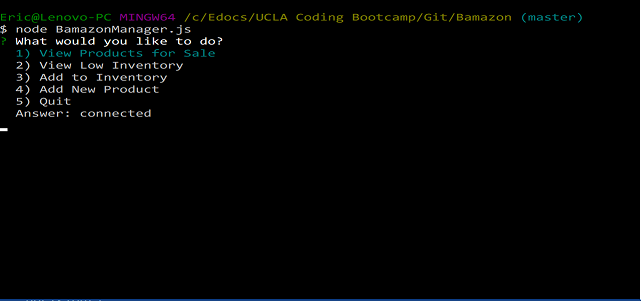 Eric@Lenovo-PC MINGW64 /c/Edocs/UCLA Coding Bootcamp/Git/Bamazon (master)
$ node BamazonManager.js
? What would you like to do?
1) View Products for Sale
2) View Low Inventory
3) Add to Inventory
4) Add New Product
5) Quit
Answer: connected